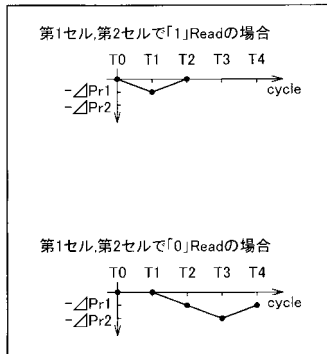 第1セル,第2セルで「1」Readの場合
T0 T1 T2 T3 T4
cycle
-⊿Pr1
-⊿Pr2
第1セル,第2セルで「0」Readの場合
T0 T1 T2 T3 T4
cycle
-⊿Pr1
-⊿Pr2